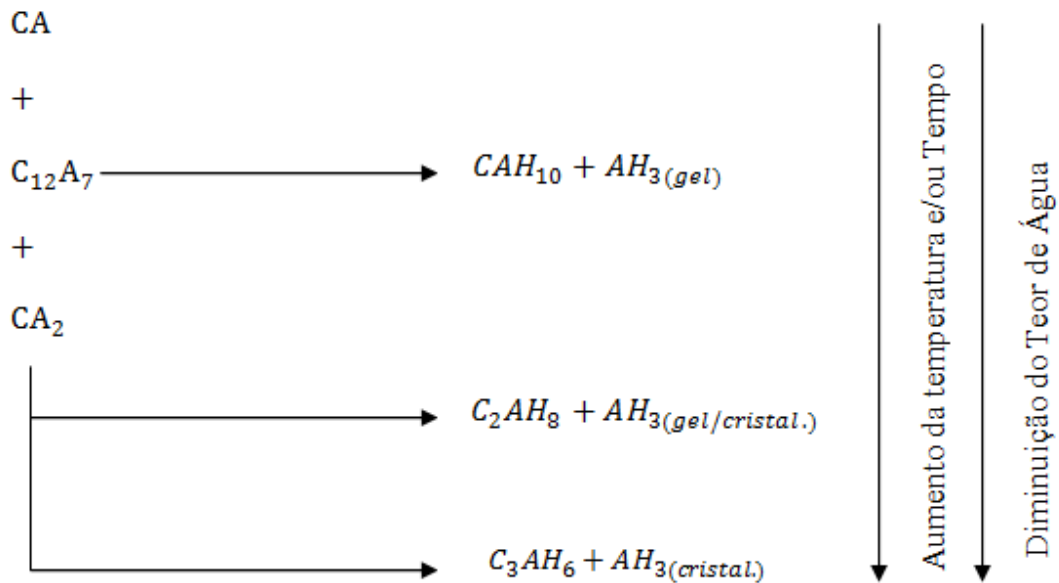 CA
+
C₁₂A₇
CAH₁₀ + AH₃(gel)
+
CA₂
C₂AH₈ + AH₃(gel/cristal.)
C₃AH₆ + AH₃(cristal.)
Aumento da temperatura e/ou Tempo
Diminuição do Teor de Água